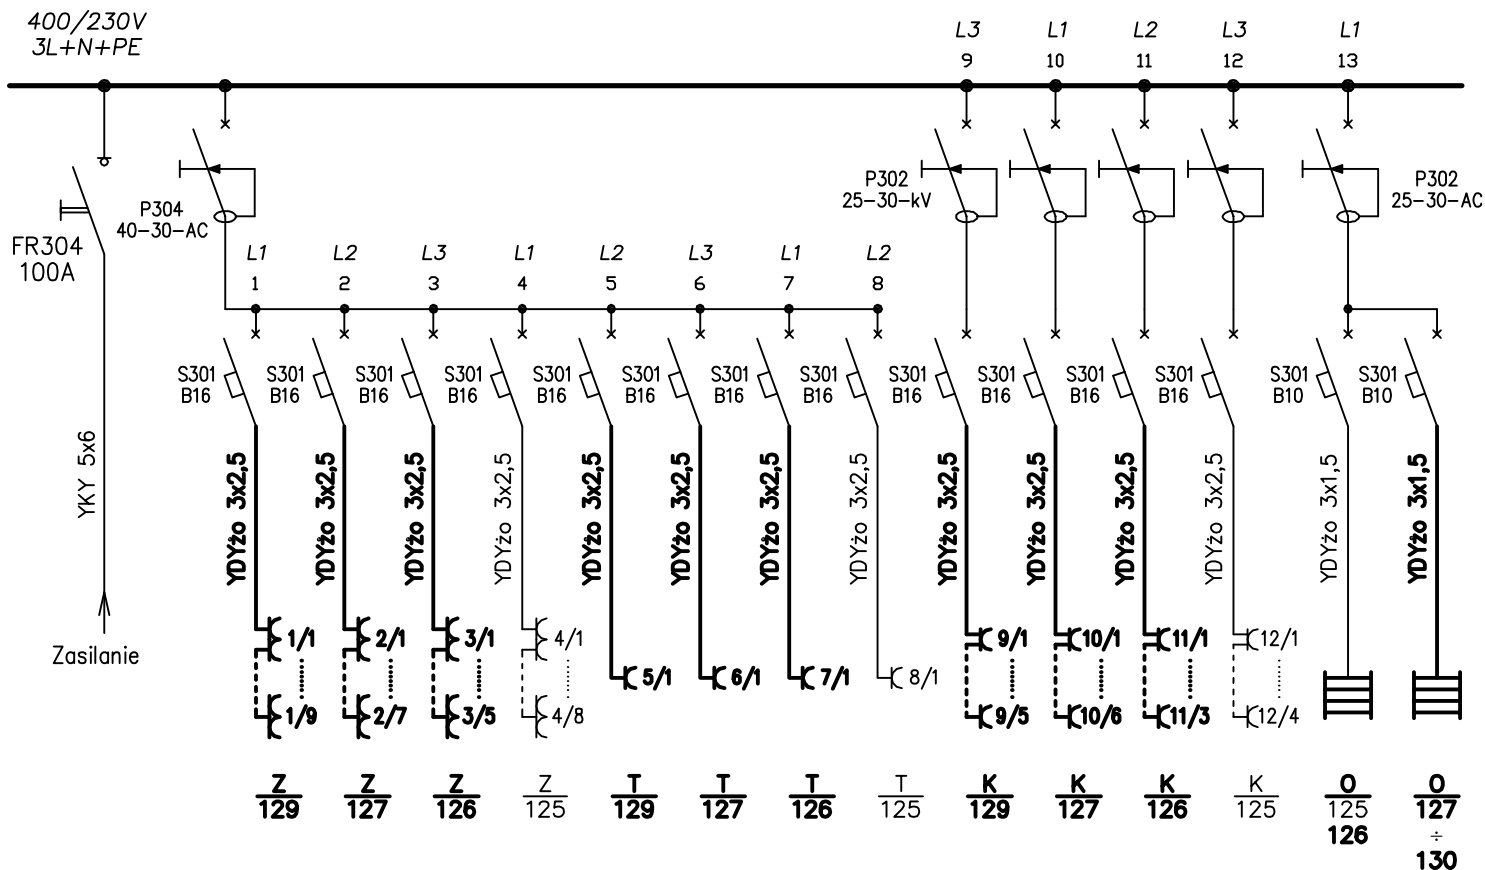 400/230V
3L+N+PE
L3 L1 L2 L3 L1
9 10 11 12 13
P304
40-30-AC
P302
25-30-kV
P302
25-30-AC
FR304
100A
L1 L2 L3 L1 L2 L3 L1 L2
1 2 3 4 5 6 7 8
S301 S301 S301 S301 S301 S301 S301 S301 S301 S301 S301 S301 S301 S301
B16 B16 B16 B16 B16 B16 B16 B16 B16 B16 B16 B16 B10 B10
YKY 5x6
YDYżo 3x2,5
YDYżo 3x2,5
YDYżo 3x2,5
YDYżo 3x2,5
YDYżo 3x2,5
YDYżo 3x2,5
YDYżo 3x2,5
YDYżo 3x2,5
YDYżo 3x2,5
YDYżo 3x2,5
YDYżo 3x2,5
YDYżo 3x2,5
YDYżo 3x1,5
YDYżo 3x1,5
Zasilanie
1/1 2/1 3/1 4/1 9/1 10/1 11/1 12/1
5/1 6/1 7/1 8/1
1/9 2/7 3/5 4/8 9/5 10/6 11/3 12/4
Z Z Z Z T T T T K K K K O O
129 127 126 125 129 127 126 125 129 127 126 125 125 127
126 ÷
130